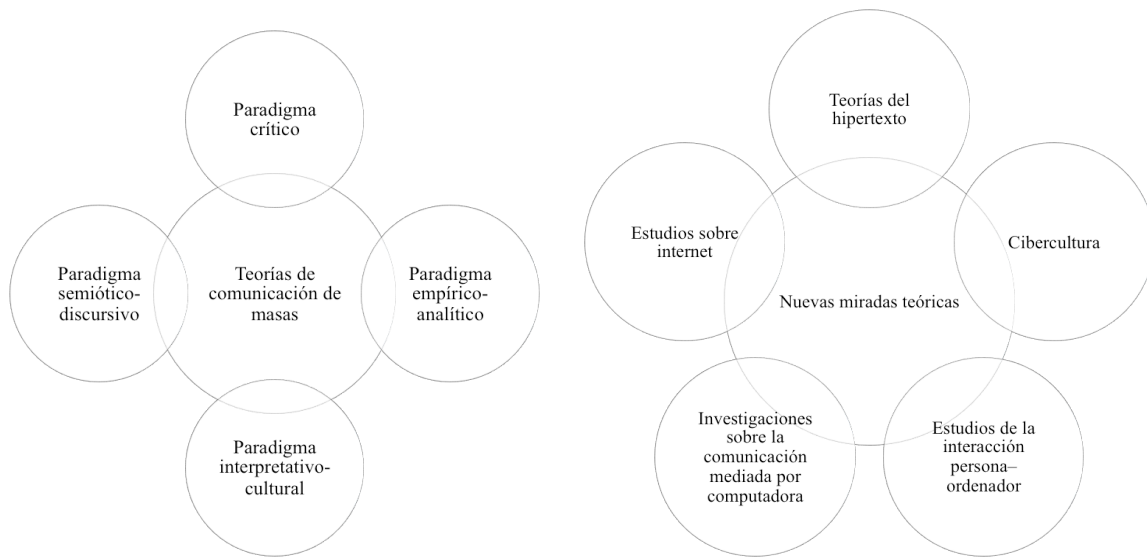 Paradigma
crítico
Paradigma
semiótico-
discursivo
Teorías de
comunicación de
masas
Paradigma
empírico-
analítico
Paradigma
interpretativo-
cultural
Teorías del
hipertexto
Estudios sobre
internet
Cibercultura
Nuevas miradas teóricas
Investigaciones
sobre la
comunicación
mediada por
computadora
Estudios de la
interacción
persona–
ordenador